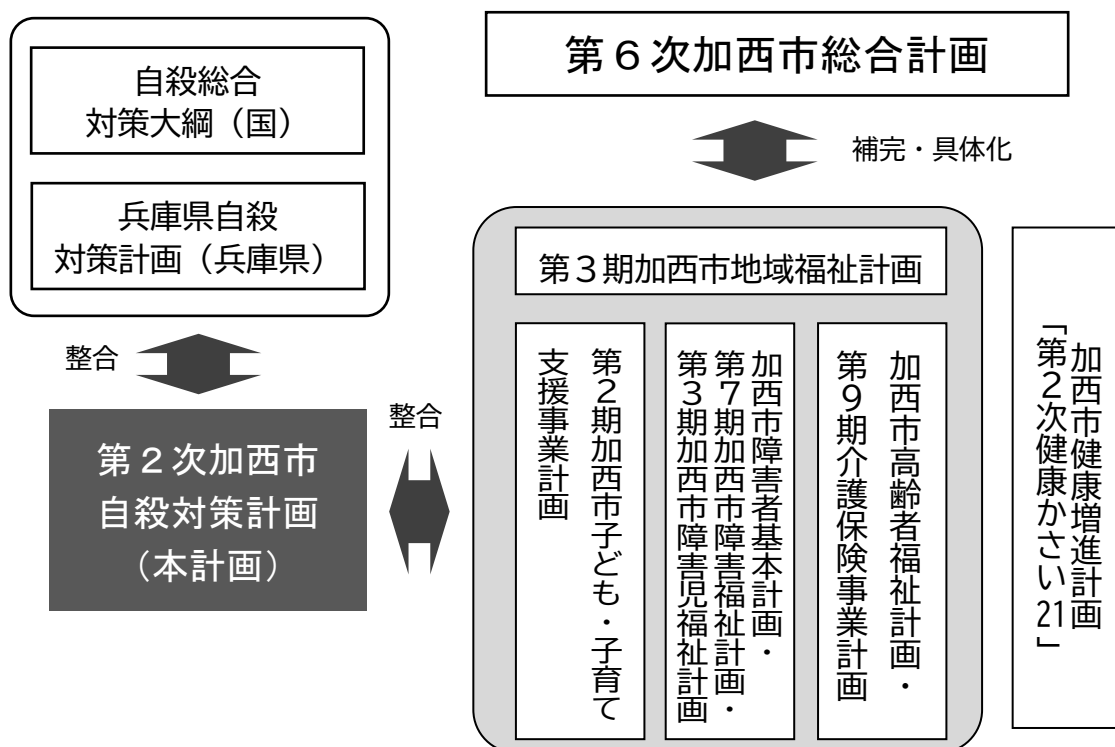 自殺総合
対策大綱（国）
兵庫県自殺
対策計画（兵庫県）
整合
第２次加西市
自殺対策計画
（本計画）
整合
第６次加西市総合計画
補完・具体化
第３期加西市地域福祉計画
第２期加西市子ども・子育て
支援事業計画
加西市障害者基本計画・
第７期加西市障害福祉計画・
第３期加西市障害児福祉計画
加西市高齢者福祉計画・
第９期介護保険事業計画
加西市健康増進計画
「第２次健康かさい21」